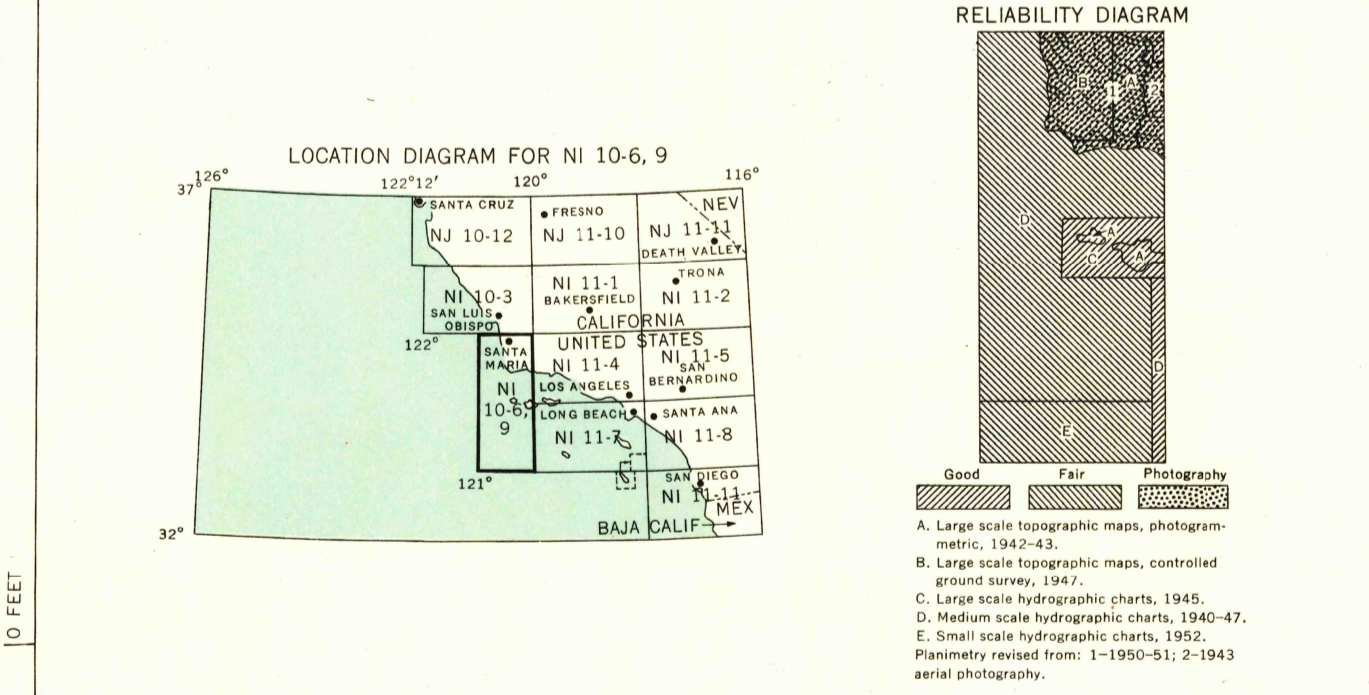 RELIABILITY DIAGRAM
B 1 A 2
D
A
C A
D
E
Good Fair Photography
A. Large scale topographic maps, photogram-
metric, 1942-43.
B. Large scale topographic maps, controlled
ground survey, 1947.
C. Large scale hydrographic charts, 1945.
D. Medium scale hydrographic charts, 1940-47.
E. Small scale hydrographic charts, 1952.
Planimetry revised from: 1-1950-51; 2-1943
aerial photography.
LOCATION DIAGRAM FOR NI 10-6, 9
126° 122°12′ 120° 116°
37°
SANTA CRUZ
NJ 10-12
FRESNO
NJ 11-10
NEV
NJ 11-11
DEATH VALLEY
NI 10-3
SAN LUIS
OBISPO
NI 11-1
BAKERSFIELD
TRONA
NI 11-2
CALIFORNIA
UNITED STATES
122°
SANTA
MARIA
NI
10-6,
9
NI 11-4
LOS ANGELES
NI 11-5
SAN
BERNARDINO
LONG BEACH
NI 11-7
SANTA ANA
NI 11-8
121°
SAN DIEGO
NI 11-11
MEX
BAJA CALIF
32°
0 FEET